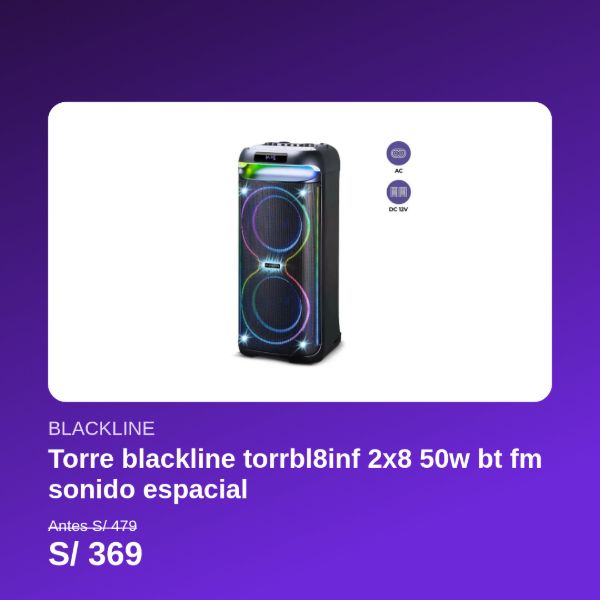 AC
DC 12V
BLACKLINE
Torre blackline torrbl8inf 2x8 50w bt fm
sonido espacial
Antes S/ 479
S/ 369